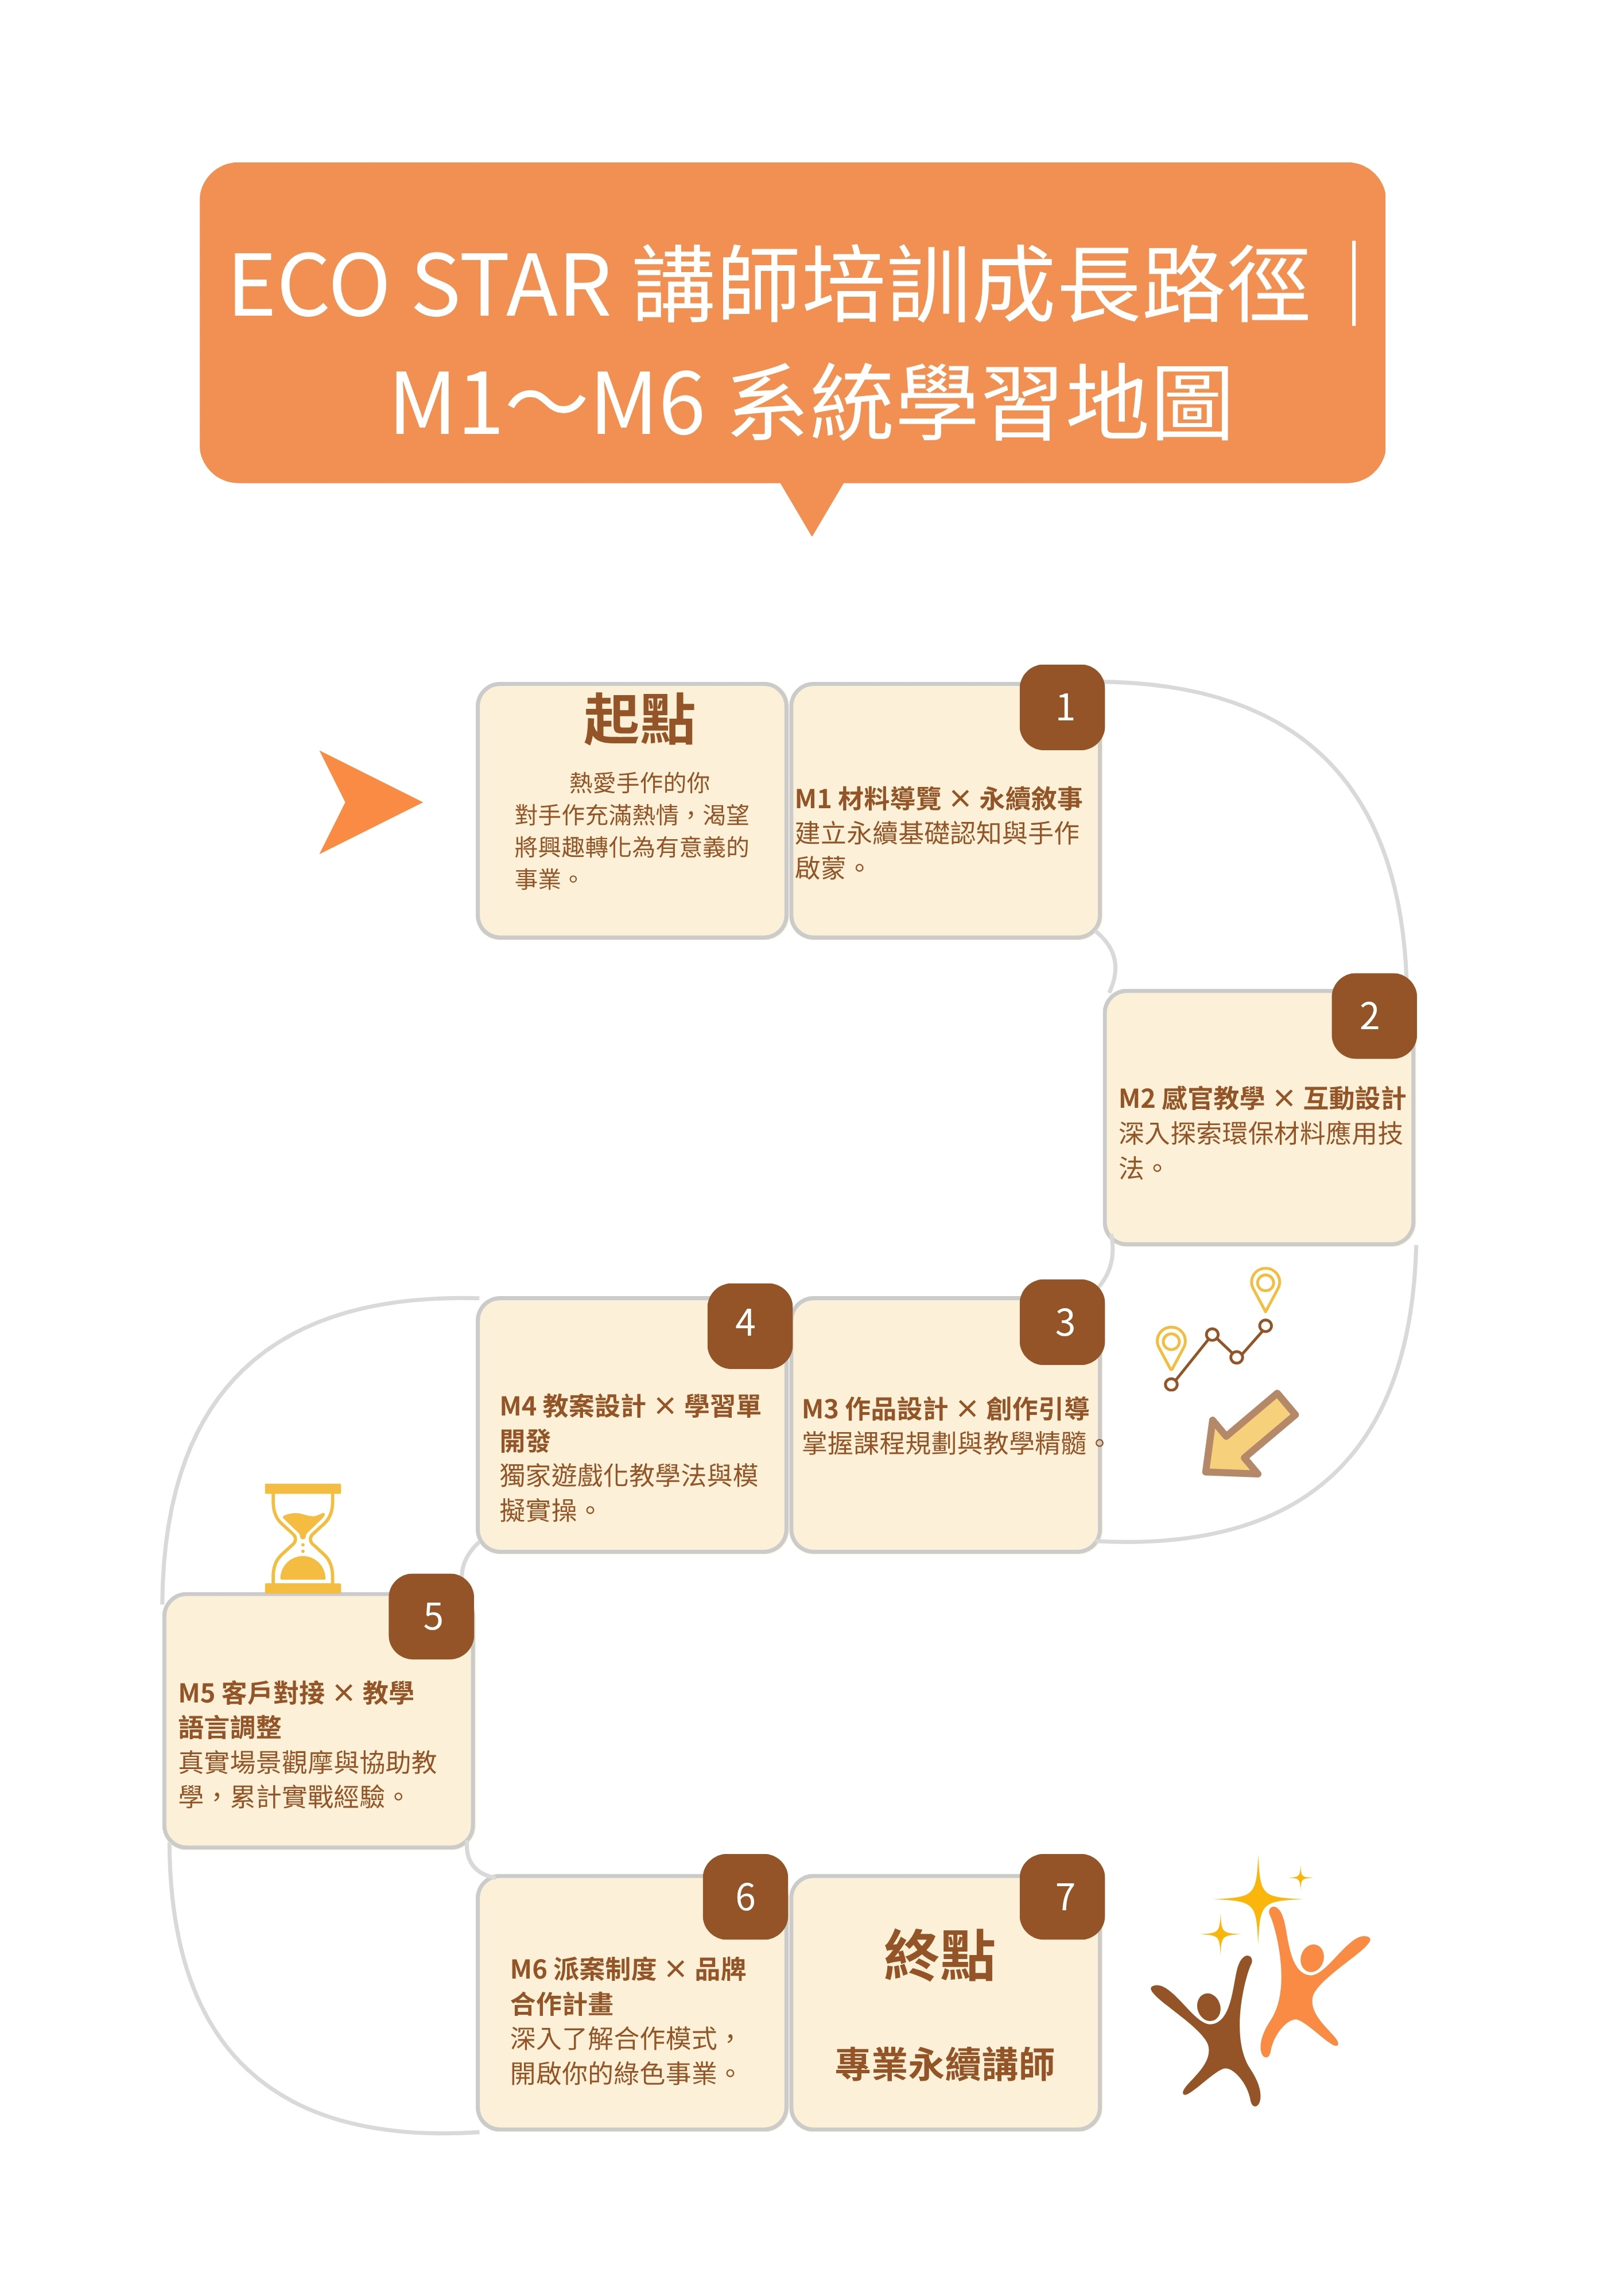 ECO STAR 講師培訓成長路徑｜
M1～M6 系統學習地圖
起點
熱愛手作的你
對手作充滿熱情，渴望
將興趣轉化為有意義的
事業。
1
M1 材料導覽 × 永續敘事
建立永續基礎認知與手作
啟蒙。
2
M2 感官教學 × 互動設計
深入探索環保材料應用技
法。
3
M3 作品設計 × 創作引導
掌握課程規劃與教學精髓。
4
M4 教案設計 × 學習單
開發
獨家遊戲化教學法與模
擬實操。
5
M5 客戶對接 × 教學
語言調整
真實場景觀摩與協助教
學，累計實戰經驗。
6
M6 派案制度 × 品牌
合作計畫
深入了解合作模式，
開啟你的綠色事業。
7
終點
專業永續講師